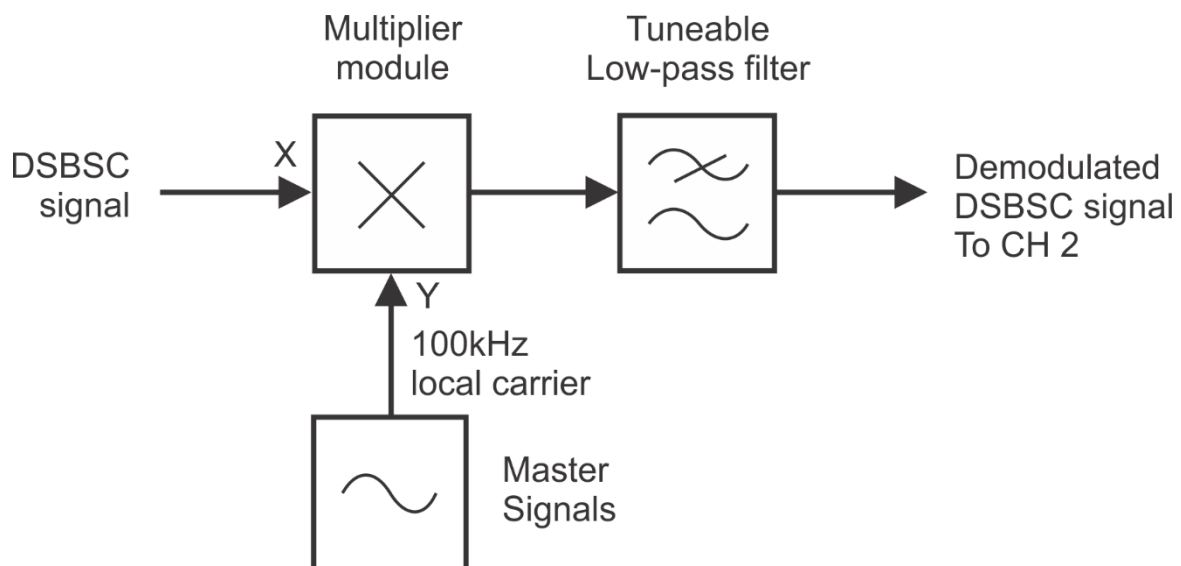 Multiplier
module
Tuneable
Low-pass filter
DSBSC
signal
X
Demodulated
DSBSC signal
To CH 2
Y
100kHz
local carrier
Master
Signals